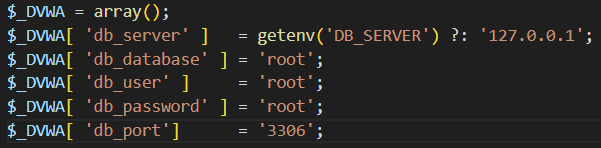 $_DVWA = array();
$_DVWA[ 'db_server' ]   = getenv('DB_SERVER') ?: '127.0.0.1';
$_DVWA[ 'db_database' ] = 'root';
$_DVWA[ 'db_user' ]     = 'root';
$_DVWA[ 'db_password' ] = 'root';
$_DVWA[ 'db_port']      = '3306';